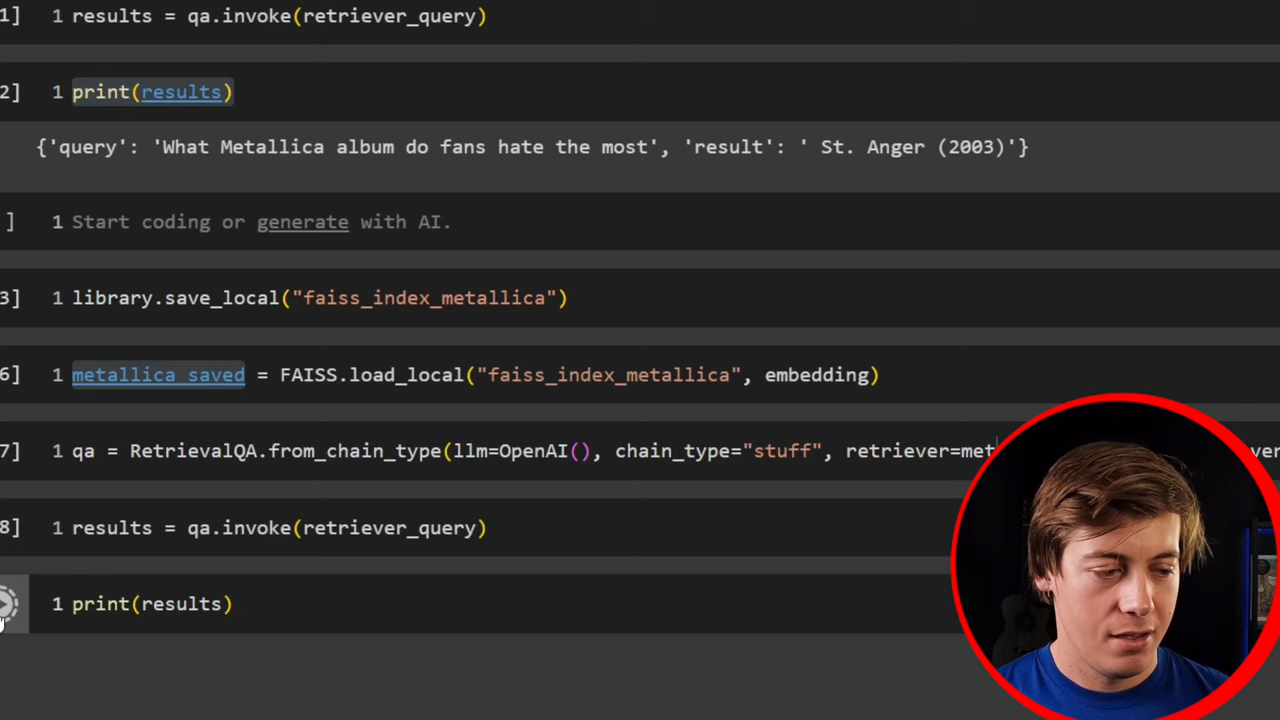 1] 1 results = qa.invoke(retriever_query)
2] 1 print(results)
{'query': 'What Metallica album do fans hate the most', 'result': ' St. Anger (2003)'}
] 1 Start coding or generate with AI.
3] 1 library.save_local("faiss_index_metallica")
6] 1 metallica_saved = FAISS.load_local("faiss_index_metallica", embedding)
7] 1 qa = RetrievalQA.from_chain_type(llm=OpenAI(), chain_type="stuff", retriever=met
8] 1 results = qa.invoke(retriever_query)
1 print(results)